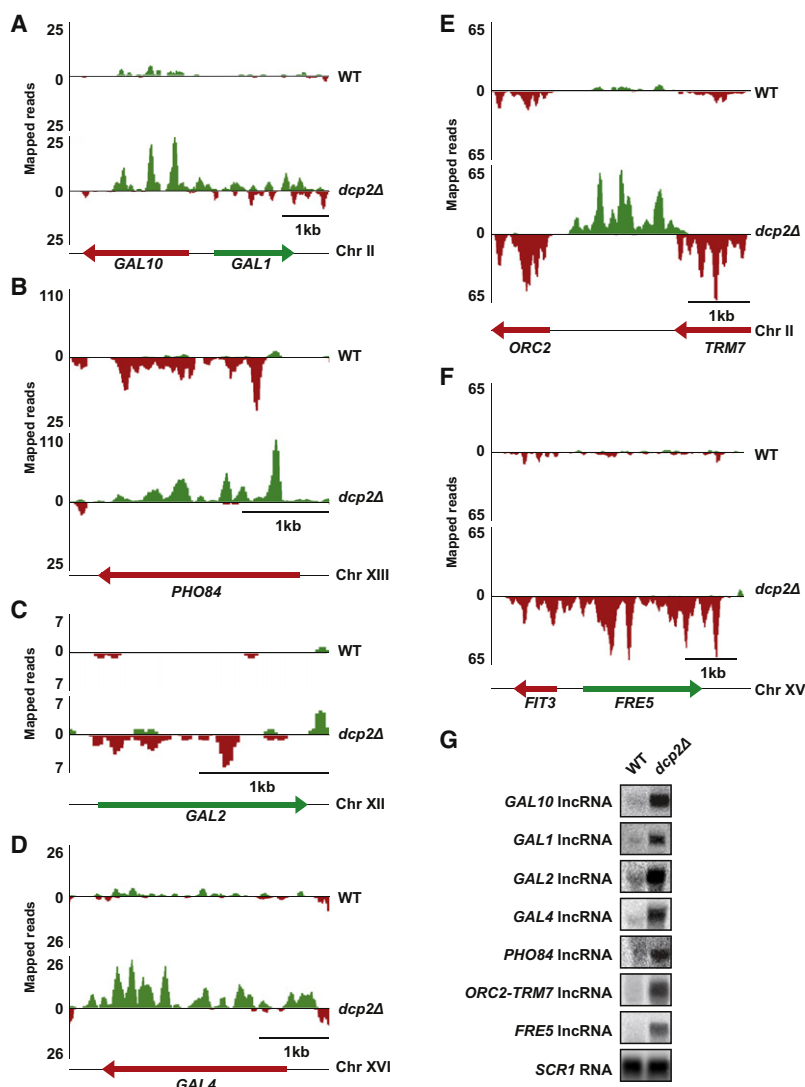 A
25
0
25
Mapped reads
WT
25
0
25
dcp2Δ
1kb
GAL10
GAL1
Chr II
B
110
0
25
Mapped reads
WT
110
0
25
dcp2Δ
1kb
PHO84
Chr XIII
C
7
0
7
Mapped reads
WT
7
0
7
dcp2Δ
1kb
GAL2
Chr XII
D
26
0
26
Mapped reads
WT
26
0
26
dcp2Δ
1kb
GAL4
Chr XVI
E
65
0
65
Mapped reads
WT
65
0
65
dcp2Δ
1kb
ORC2
TRM7
Chr II
F
65
0
65
Mapped reads
WT
65
0
65
dcp2Δ
1kb
FIT3
FRE5
Chr XV
G
WT dcp2Δ
GAL10 lncRNA
GAL1 lncRNA
GAL2 lncRNA
GAL4 lncRNA
PHO84 lncRNA
ORC2-TRM7 lncRNA
FRE5 lncRNA
SCR1 RNA